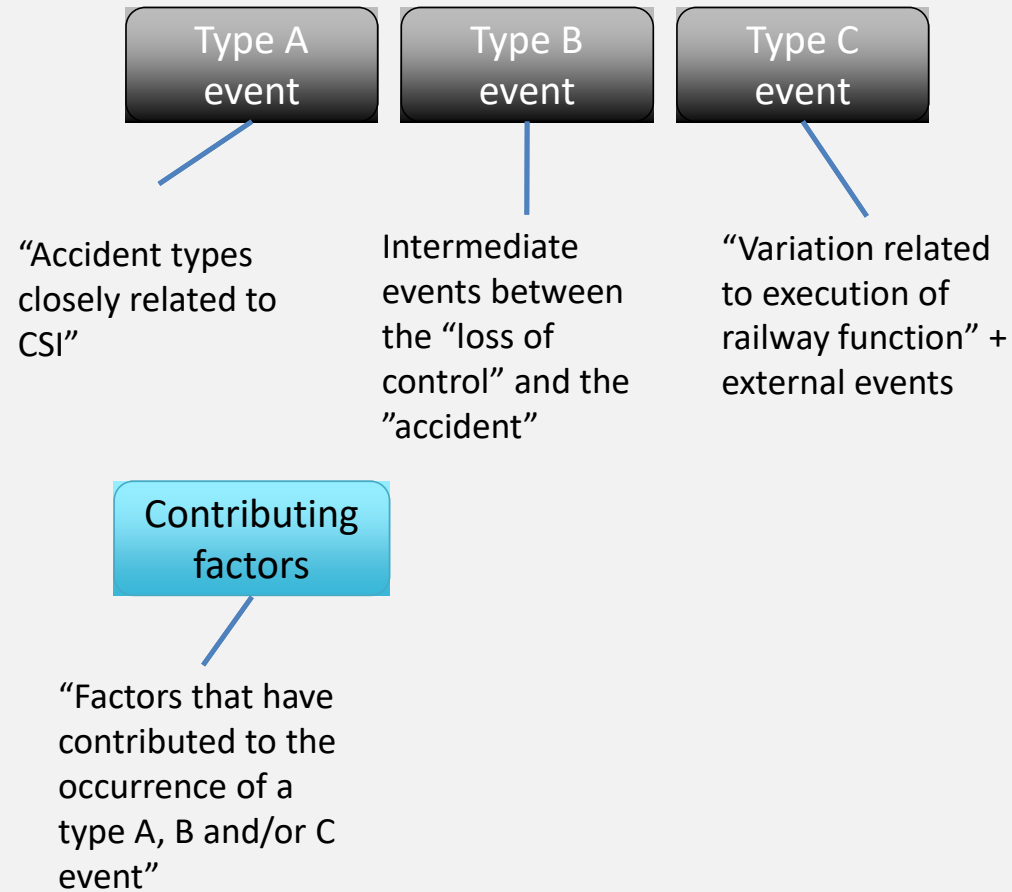 Type A
event
Type B
event
Type C
event
“Accident types
closely related to
CSI”
Intermediate
events between
the “loss of
control” and the
”accident”
“Variation related
to execution of
railway function” +
external events
Contributing
factors
“Factors that have
contributed to the
occurrence of a
type A, B and/or C
event”